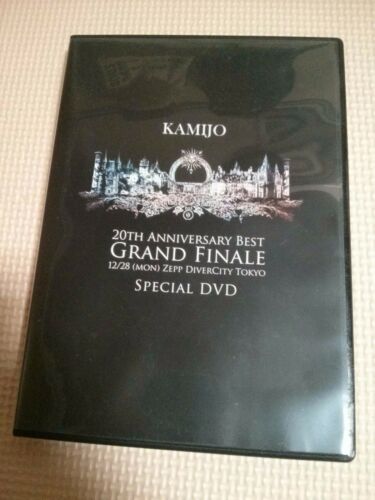 KAMIJO
20TH ANNIVERSARY BEST
GRAND FINALE
12/28 (MON) ZEPP DIVERCITY TOKYO
SPECIAL DVD